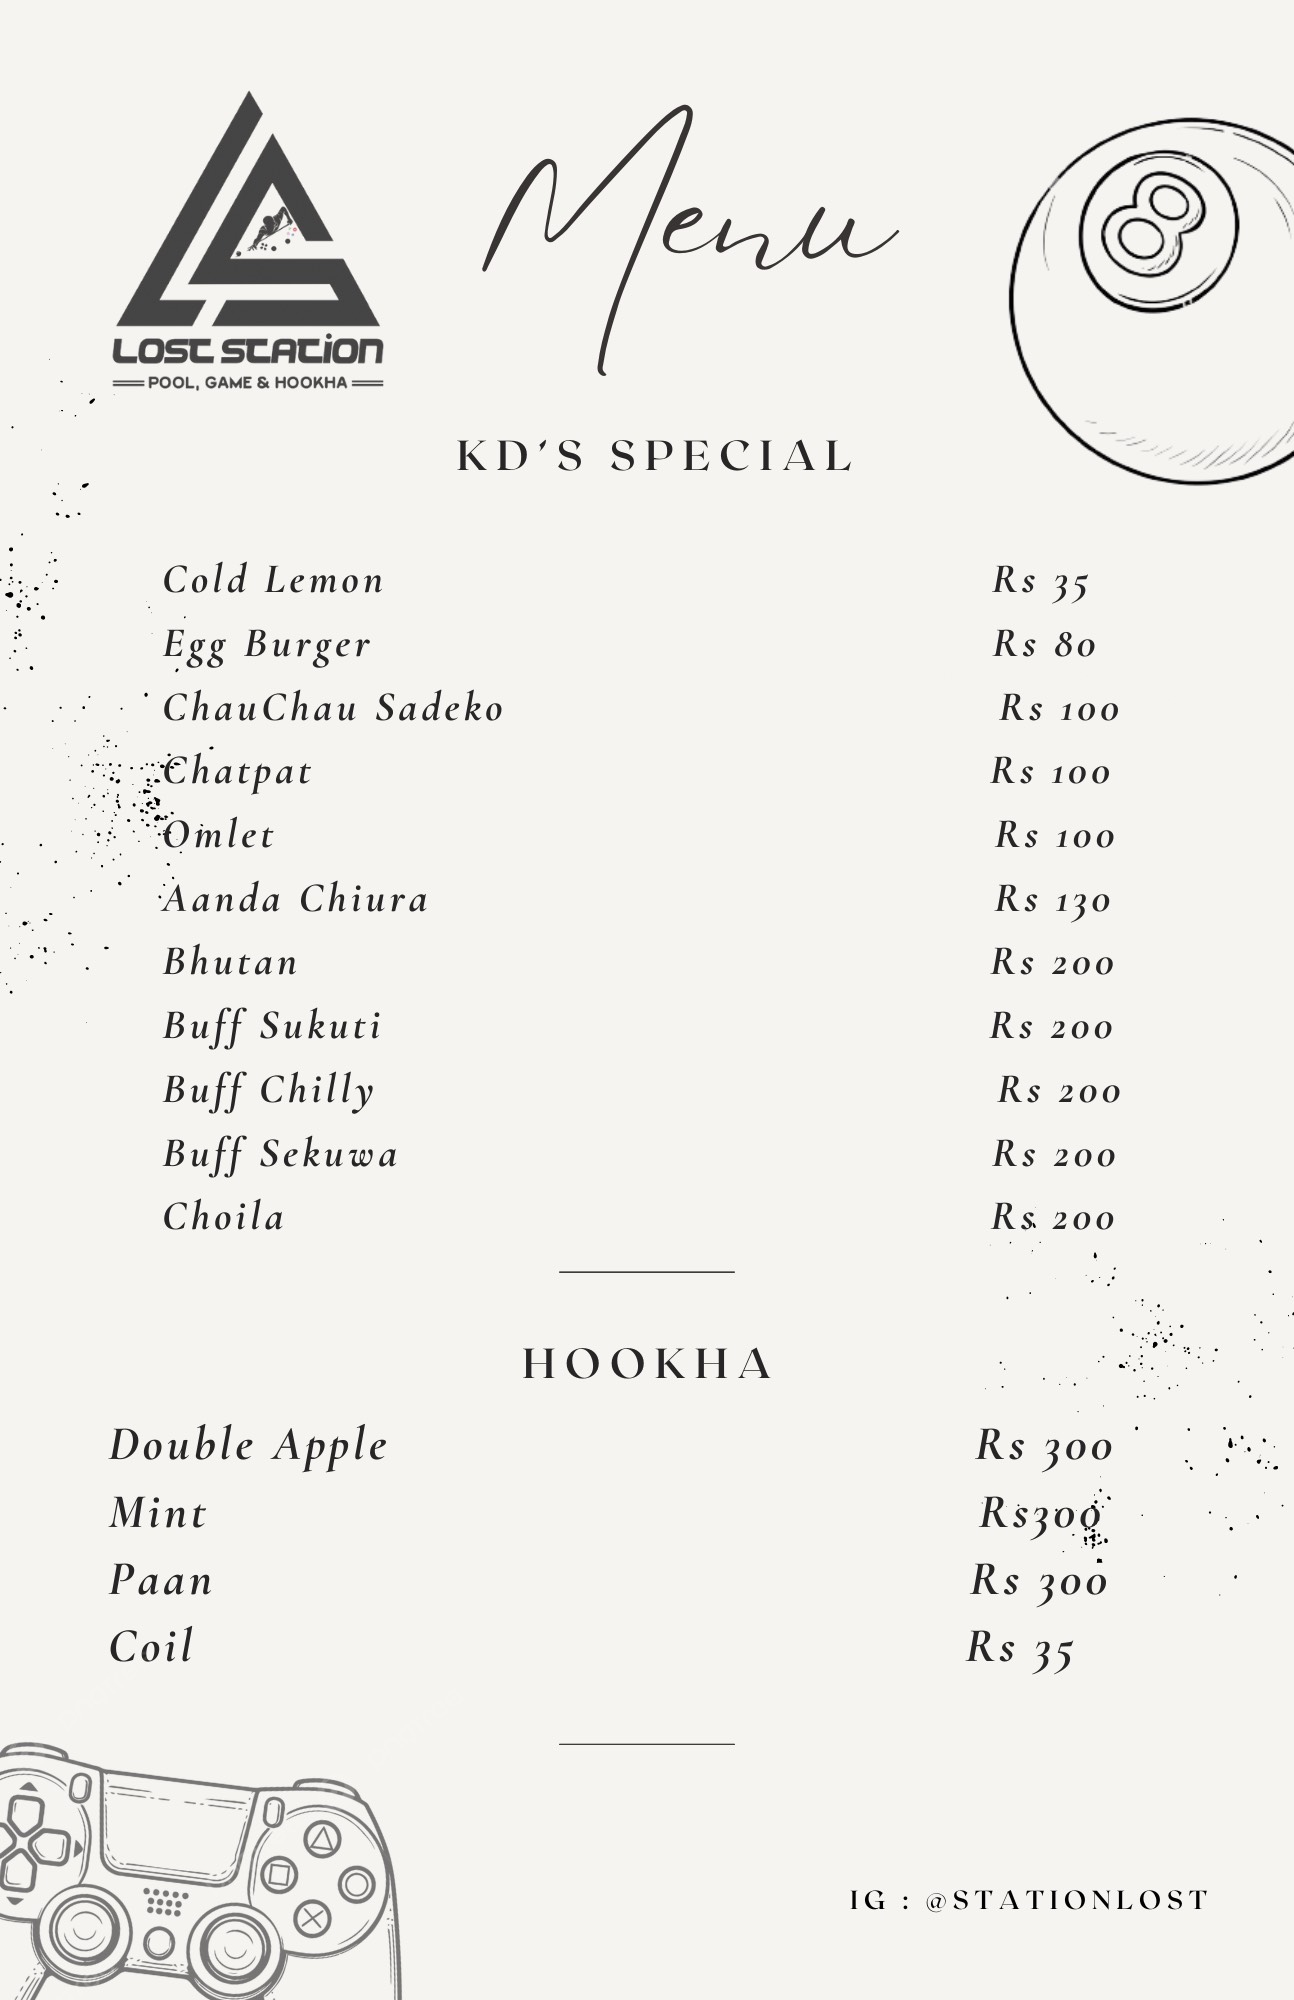 LOST STATION
POOL, GAME & HOOKHA
Menu
8
KD'S SPECIAL
Cold Lemon Rs 35
Egg Burger Rs 80
ChauChau Sadeko Rs 100
Chatpat Rs 100
Omlet Rs 100
Aanda Chiura Rs 130
Bhutan Rs 200
Buff Sukuti Rs 200
Buff Chilly Rs 200
Buff Sekuwa Rs 200
Choila Rs 200
HOOKHA
Double Apple Rs 300
Mint Rs300
Paan Rs 300
Coil Rs 35
IG : @STATIONLOST